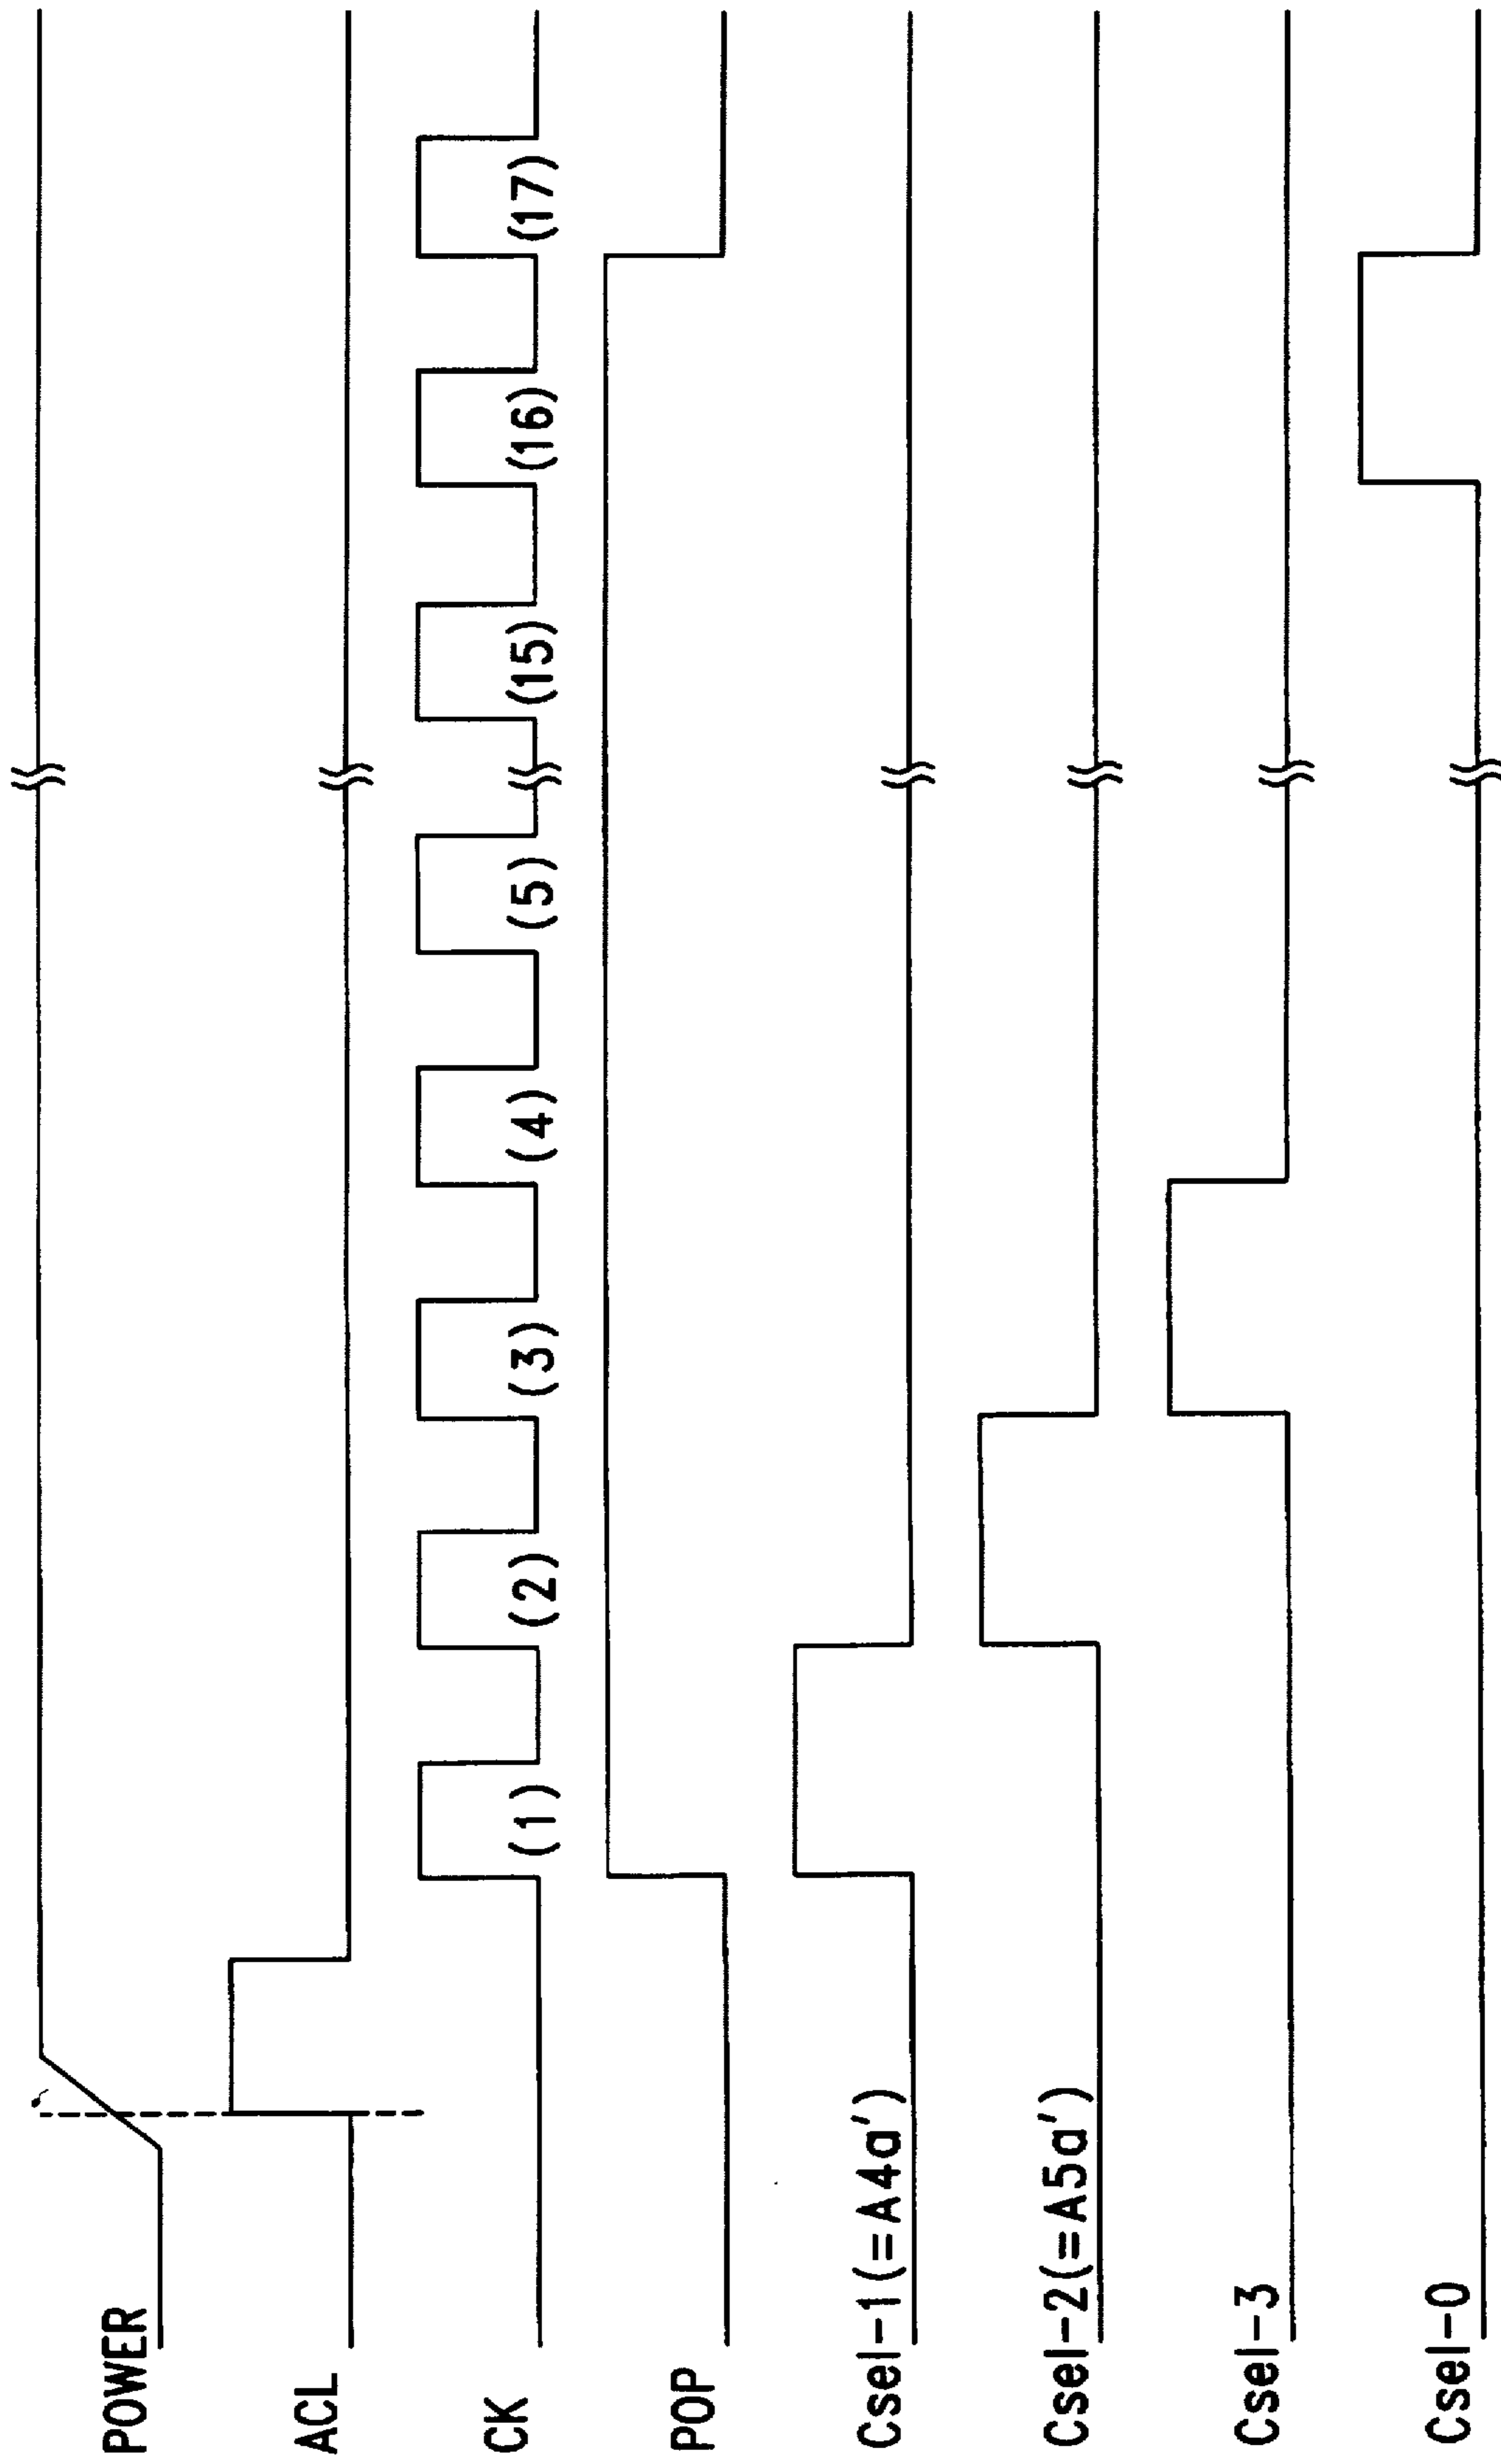 POWER
ACL
CK
(1) (2) (3) (4) (5) (15) (16) (17)
POP
Csel-1(=A4a')
Csel-2(=A5a')
Csel-3
Csel-0